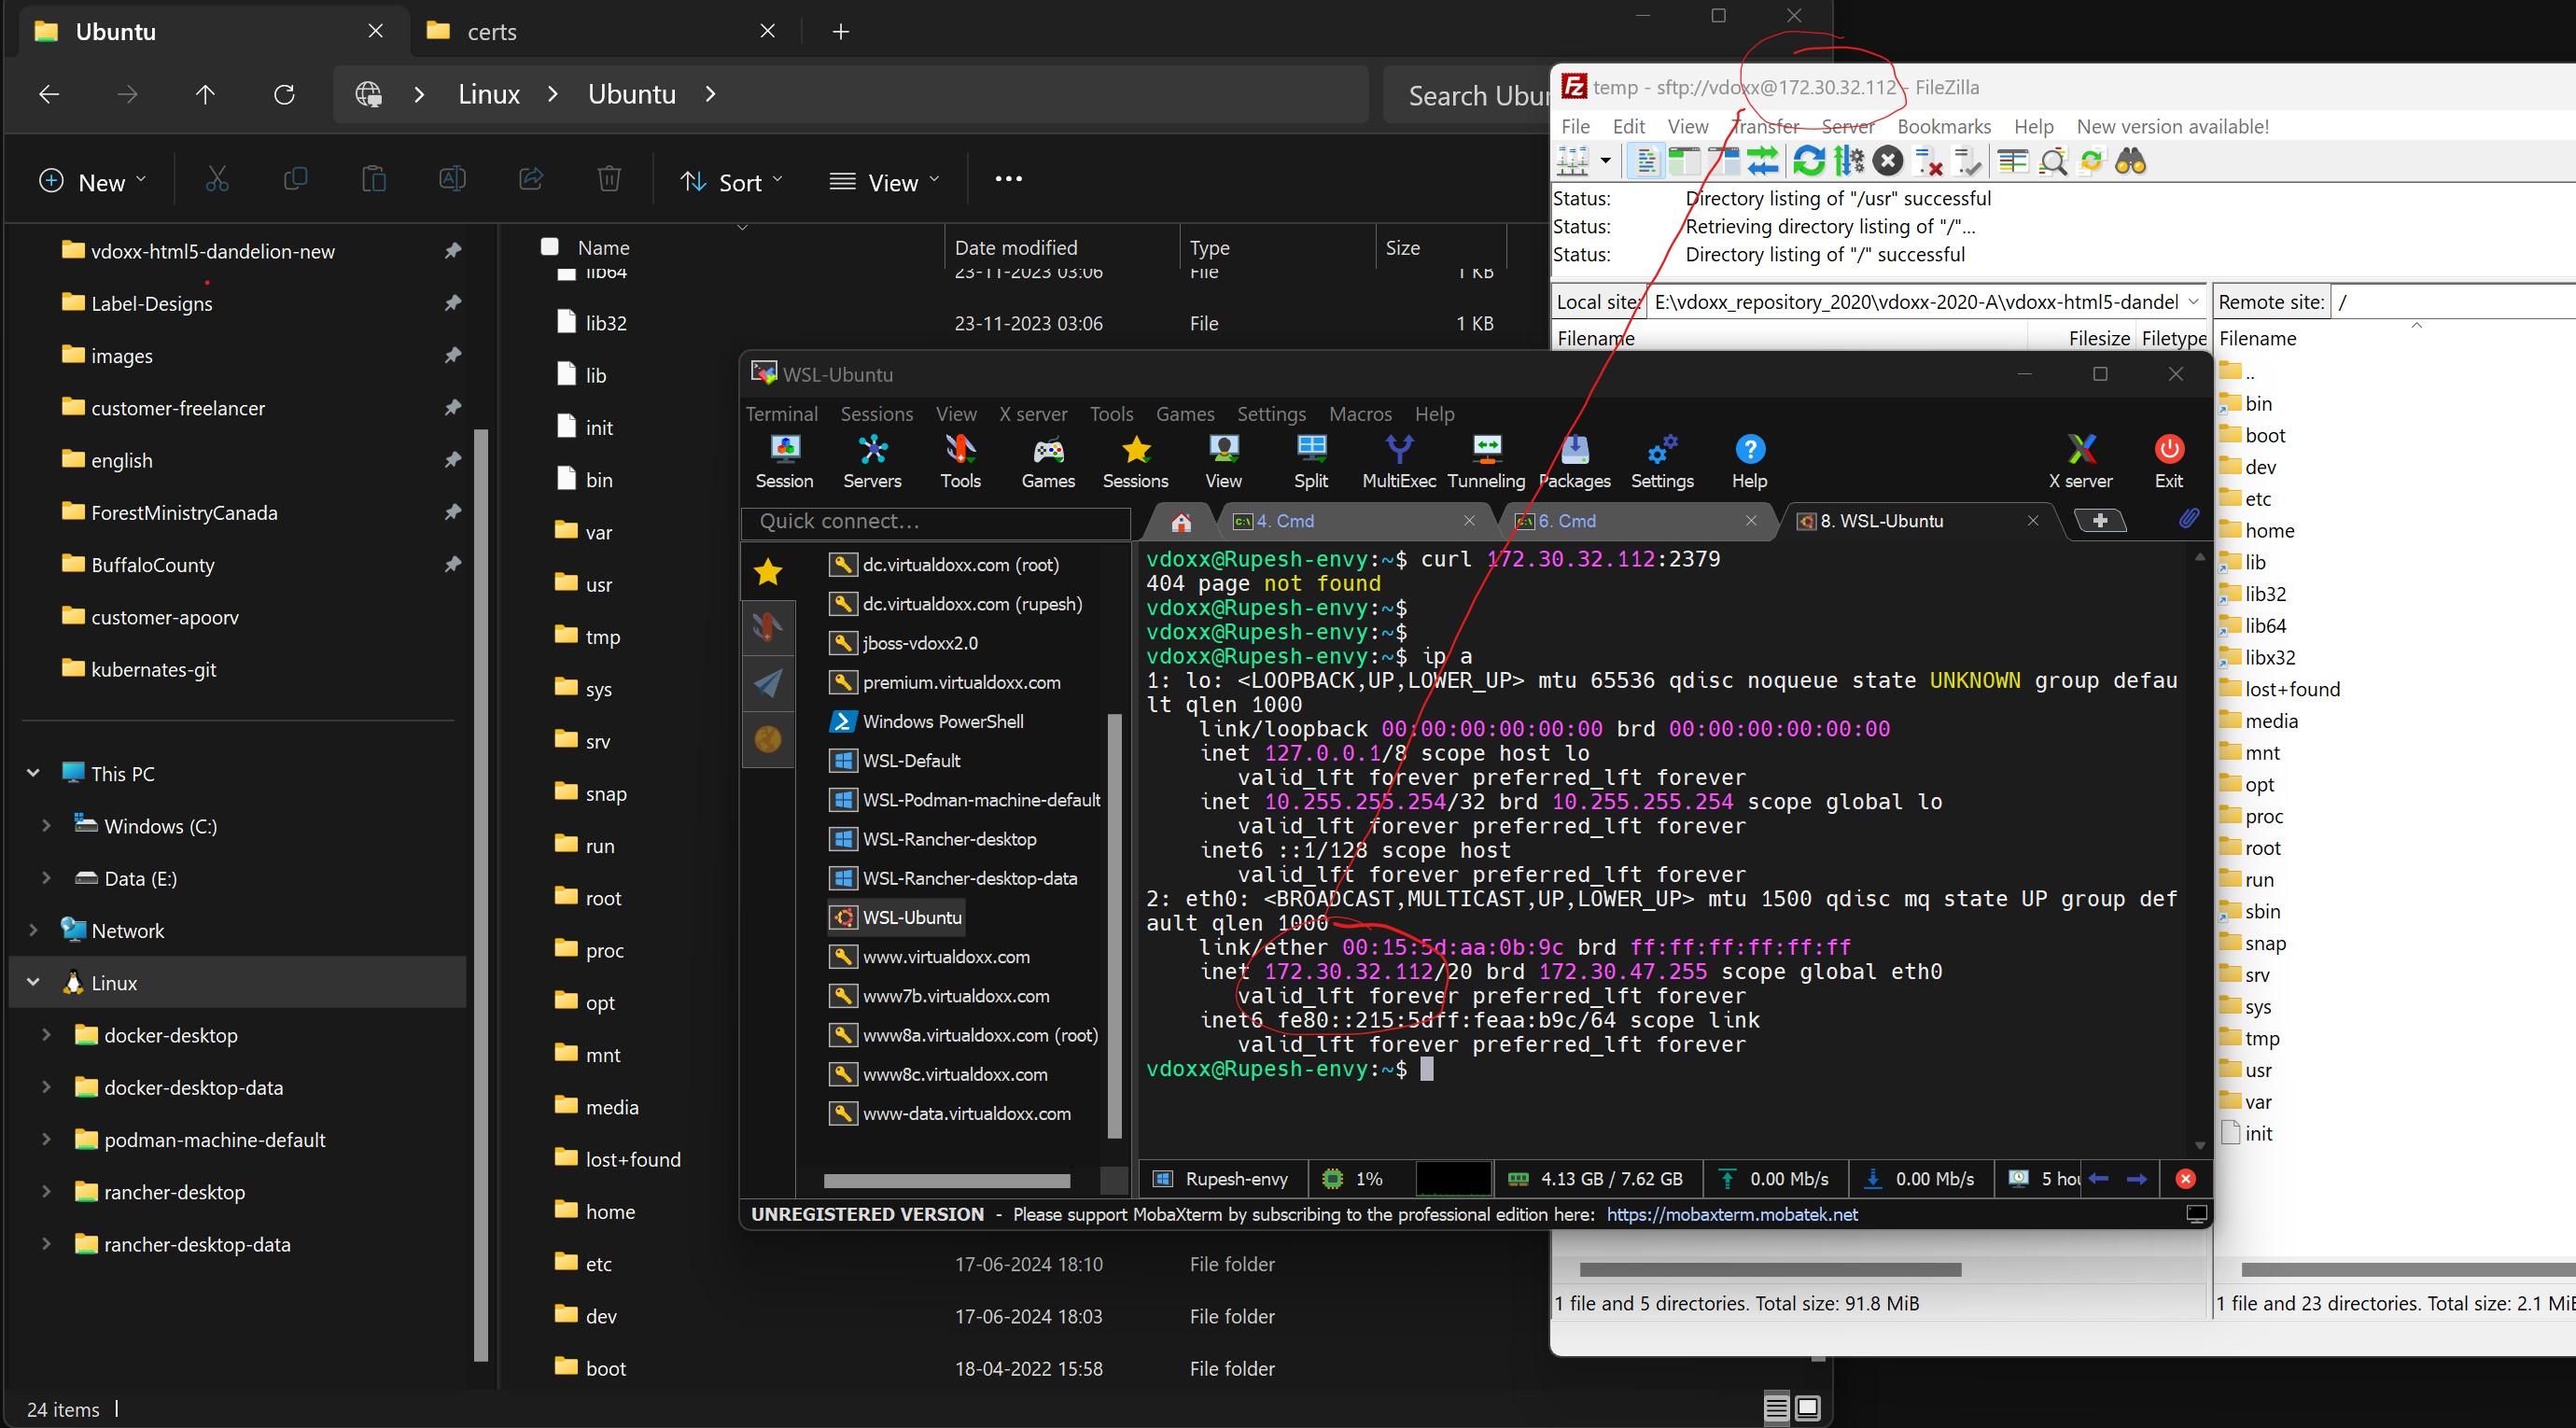 Ubuntu
certs
Linux
Ubuntu
Search Ubun
New
Sort
View
vdoxx-html5-dandelion-new
Label-Designs
images
customer-freelancer
english
ForestMinistryCanada
BuffaloCounty
customer-apoorv
kubernates-git
This PC
Windows (C:)
Data (E:)
Network
Linux
docker-desktop
docker-desktop-data
podman-machine-default
rancher-desktop
rancher-desktop-data
24 items
Name Date modified Type Size
lib64 23-11-2023 03:06 File 1 KB
lib32 23-11-2023 03:06 File 1 KB
lib
init
bin
var
usr
tmp
sys
srv
snap
run
root
proc
opt
mnt
media
lost+found
home
etc 17-06-2024 18:10 File folder
dev 17-06-2024 18:03 File folder
boot 18-04-2022 15:58 File folder
temp - sftp://vdoxx@172.30.32.112 - FileZilla
File Edit View Transfer Server Bookmarks Help New version available!
Status: Directory listing of "/usr" successful
Status: Retrieving directory listing of "/"...
Status: Directory listing of "/" successful
Local site: E:\vdoxx_repository_2020\vdoxx-2020-A\vdoxx-html5-dandel
Remote site: /
Filename Filesize Filetype
Filename
..
bin
boot
dev
etc
home
lib
lib32
lib64
libx32
lost+found
media
mnt
opt
proc
root
run
sbin
snap
srv
sys
tmp
usr
var
init
1 file and 5 directories. Total size: 91.8 MiB
1 file and 23 directories. Total size: 2.1 MiB
WSL-Ubuntu
Terminal Sessions View X server Tools Games Settings Macros Help
Session Servers Tools Games Sessions View Split MultiExec Tunneling Packages Settings Help X server Exit
Quick connect...
4. Cmd
6. Cmd
8. WSL-Ubuntu
dc.virtualdoxx.com (root)
dc.virtualdoxx.com (rupesh)
jboss-vdoxx2.0
premium.virtualdoxx.com
Windows PowerShell
WSL-Default
WSL-Podman-machine-default
WSL-Rancher-desktop
WSL-Rancher-desktop-data
WSL-Ubuntu
www.virtualdoxx.com
www7b.virtualdoxx.com
www8a.virtualdoxx.com (root)
www8c.virtualdoxx.com
www-data.virtualdoxx.com
vdoxx@Rupesh-envy:~$ curl 172.30.32.112:2379
404 page not found
vdoxx@Rupesh-envy:~$
vdoxx@Rupesh-envy:~$
vdoxx@Rupesh-envy:~$ ip a
1: lo: <LOOPBACK,UP,LOWER_UP> mtu 65536 qdisc noqueue state UNKNOWN group defau
lt qlen 1000
link/loopback 00:00:00:00:00:00 brd 00:00:00:00:00:00
inet 127.0.0.1/8 scope host lo
valid_lft forever preferred_lft forever
inet 10.255.255.254/32 brd 10.255.255.254 scope global lo
valid_lft forever preferred_lft forever
inet6 ::1/128 scope host
valid_lft forever preferred_lft forever
2: eth0: <BROADCAST,MULTICAST,UP,LOWER_UP> mtu 1500 qdisc mq state UP group def
ault qlen 1000
link/ether 00:15:5d:aa:0b:9c brd ff:ff:ff:ff:ff:ff
inet 172.30.32.112/20 brd 172.30.47.255 scope global eth0
valid_lft forever preferred_lft forever
inet6 fe80::215:5dff:feaa:b9c/64 scope link
valid_lft forever preferred_lft forever
vdoxx@Rupesh-envy:~$
Rupesh-envy 1% 4.13 GB / 7.62 GB 0.00 Mb/s 0.00 Mb/s 5 hou
UNREGISTERED VERSION - Please support MobaXterm by subscribing to the professional edition here: https://mobaxterm.mobatek.net